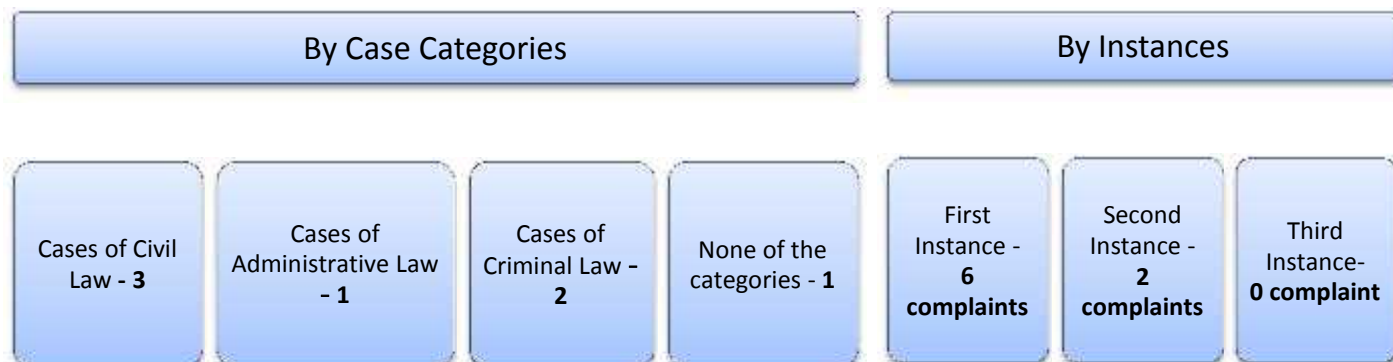 By Case Categories
By Instances
Cases of Civil
Law - 3
Cases of
Administrative Law
- 1
Cases of
Criminal Law -
2
None of the
categories - 1
First
Instance -
6
complaints
Second
Instance -
2
complaints
Third
Instance-
0 complaint